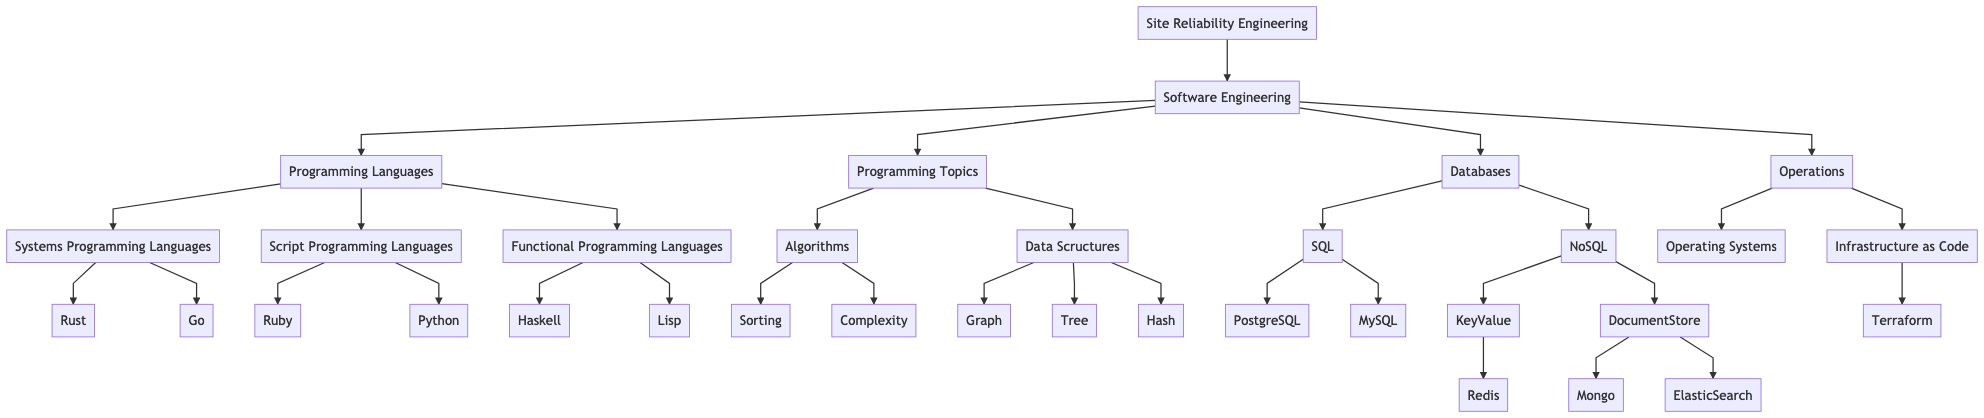 Site Reliability Engineering
Software Engineering
Programming Languages
Programming Topics
Databases
Operations
Systems Programming Languages
Script Programming Languages
Functional Programming Languages
Algorithms
Data Scructures
SQL
NoSQL
Operating Systems
Infrastructure as Code
Rust
Go
Ruby
Python
Haskell
Lisp
Sorting
Complexity
Graph
Tree
Hash
PostgreSQL
MySQL
KeyValue
DocumentStore
Terraform
Redis
Mongo
ElasticSearch